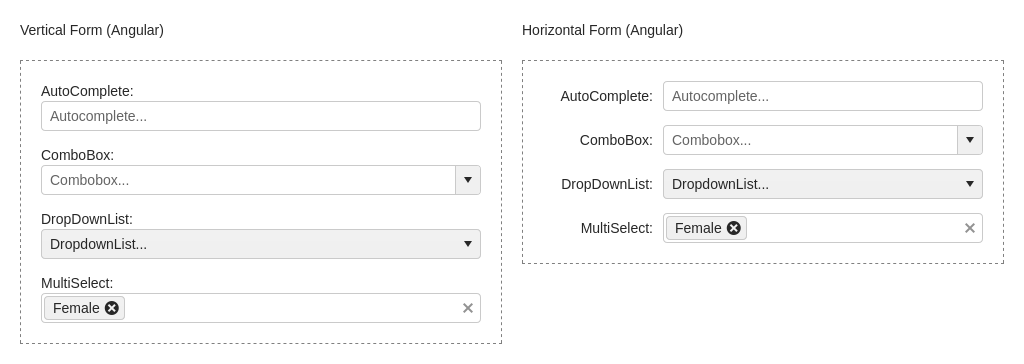 Vertical Form (Angular)
AutoComplete:
Autocomplete...
ComboBox:
Combobox...
DropDownList:
DropdownList...
MultiSelect:
Female
Horizontal Form (Angular)
AutoComplete: Autocomplete...
ComboBox: Combobox...
DropDownList: DropdownList...
MultiSelect: Female